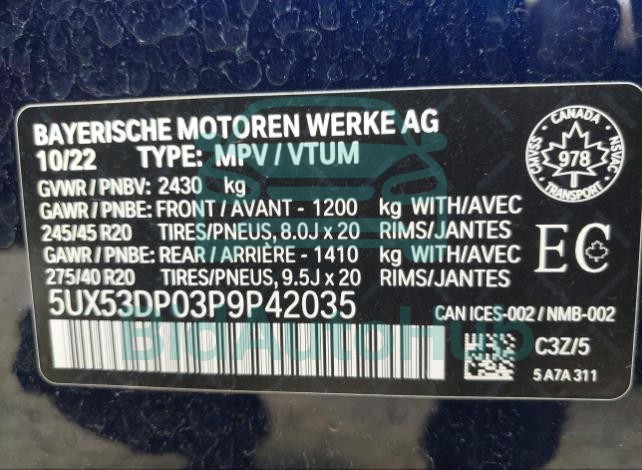 BAYERISCHE MOTOREN WERKE AG
10/22 TYPE: MPV / VTUM
GVWR / PNBV: 2430 kg
GAWR / PNBE: FRONT / AVANT - 1200 kg WITH/AVEC
245/45 R20 TIRES/PNEUS, 8.0J x 20 RIMS/JANTES
GAWR / PNBE: REAR / ARRIÈRE - 1410 kg WITH/AVEC
275/40 R20 TIRES/PNEUS, 9.5J x 20 RIMS/JANTES
5UX53DP03P9P42035
CANADA
CMVSS 978 NSVAC
TRANSPORT
EC
CAN ICES-002 / NMB-002
C3Z/5
5 A7A 311
BidAutoHub